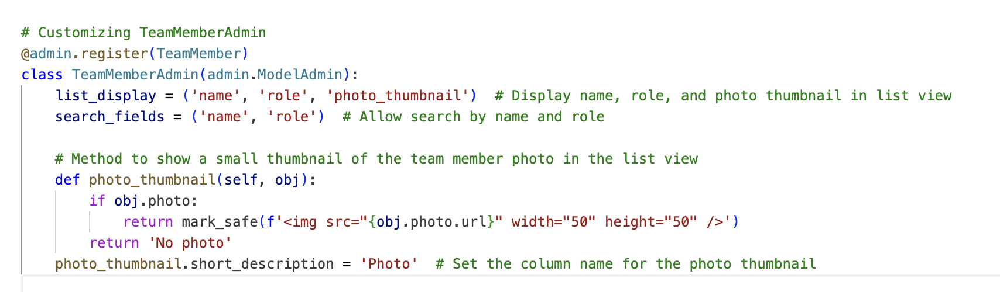 # Customizing TeamMemberAdmin
@admin.register(TeamMember)
class TeamMemberAdmin(admin.ModelAdmin):
    list_display = ('name', 'role', 'photo_thumbnail')  # Display name, role, and photo thumbnail in list view
    search_fields = ('name', 'role')  # Allow search by name and role

    # Method to show a small thumbnail of the team member photo in the list view
    def photo_thumbnail(self, obj):
        if obj.photo:
            return mark_safe(f'<img src="{obj.photo.url}" width="50" height="50" />')
        return 'No photo'
    photo_thumbnail.short_description = 'Photo'  # Set the column name for the photo thumbnail